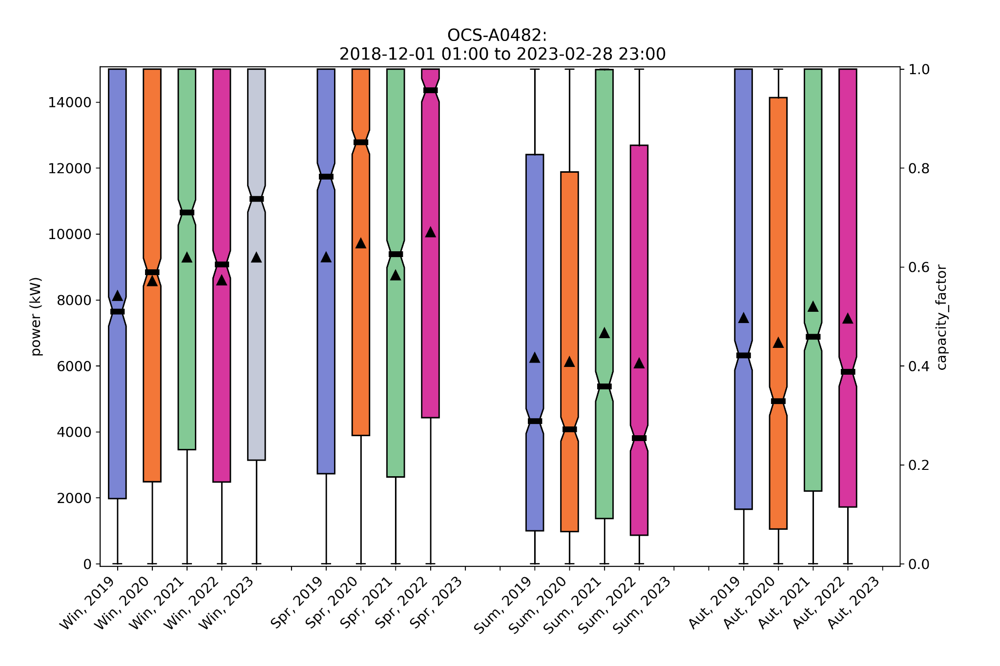 OCS-A0482:
2018-12-01 01:00 to 2023-02-28 23:00
power (kW)
14000
12000
10000
8000
6000
4000
2000
0
1.0
0.8
0.6
0.4
0.2
0.0
capacity_factor
Win, 2019
Win, 2020
Win, 2021
Win, 2022
Win, 2023
Spr, 2019
Spr, 2020
Spr, 2021
Spr, 2022
Spr, 2023
Sum, 2019
Sum, 2020
Sum, 2021
Sum, 2022
Sum, 2023
Aut, 2019
Aut, 2020
Aut, 2021
Aut, 2022
Aut, 2023